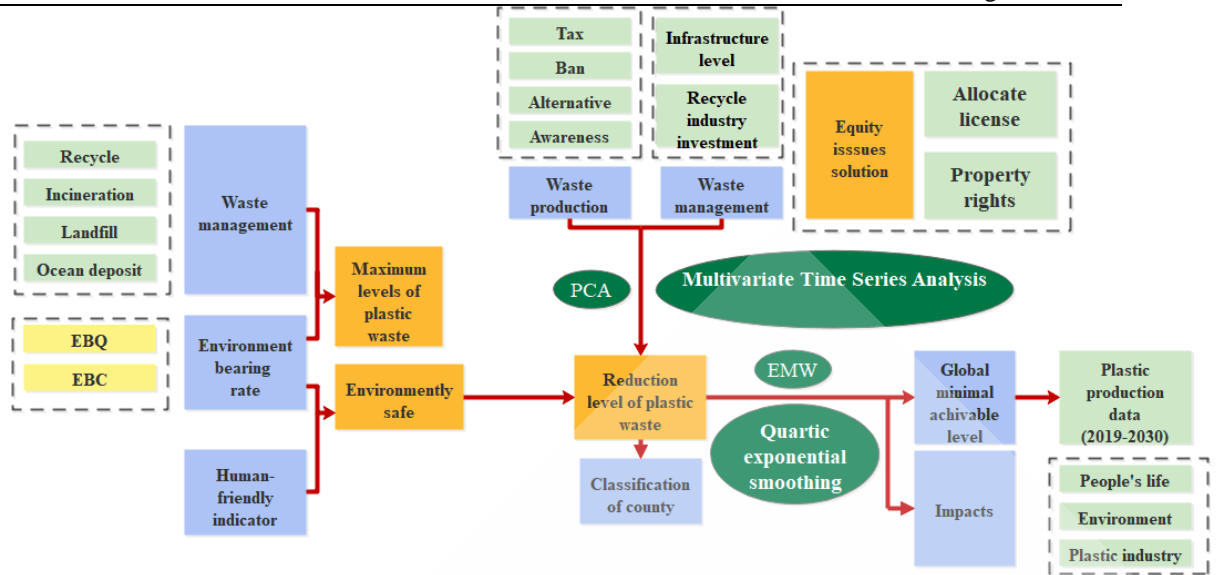 Tax
Ban
Alternative
Awareness
Infrastructure
level
Recycle
industry
investment
Equity
isssues
solution
Allocate
license
Property
rights
Recycle
Incineration
Landfill
Ocean deposit
Waste
management
Waste
production
Waste
management
EBQ
EBC
Environment
bearing
rate
Maximum
levels of
plastic
waste
PCA
Multivariate Time Series Analysis
Human-
friendly
indicator
Environmently
safe
Reduction
level of plastic
waste
EMW
Quartic
exponential
smoothing
Global
minimal
achivable
level
Plastic
production
data
(2019-2030)
Classification
of county
Impacts
People's life
Environment
Plastic industry